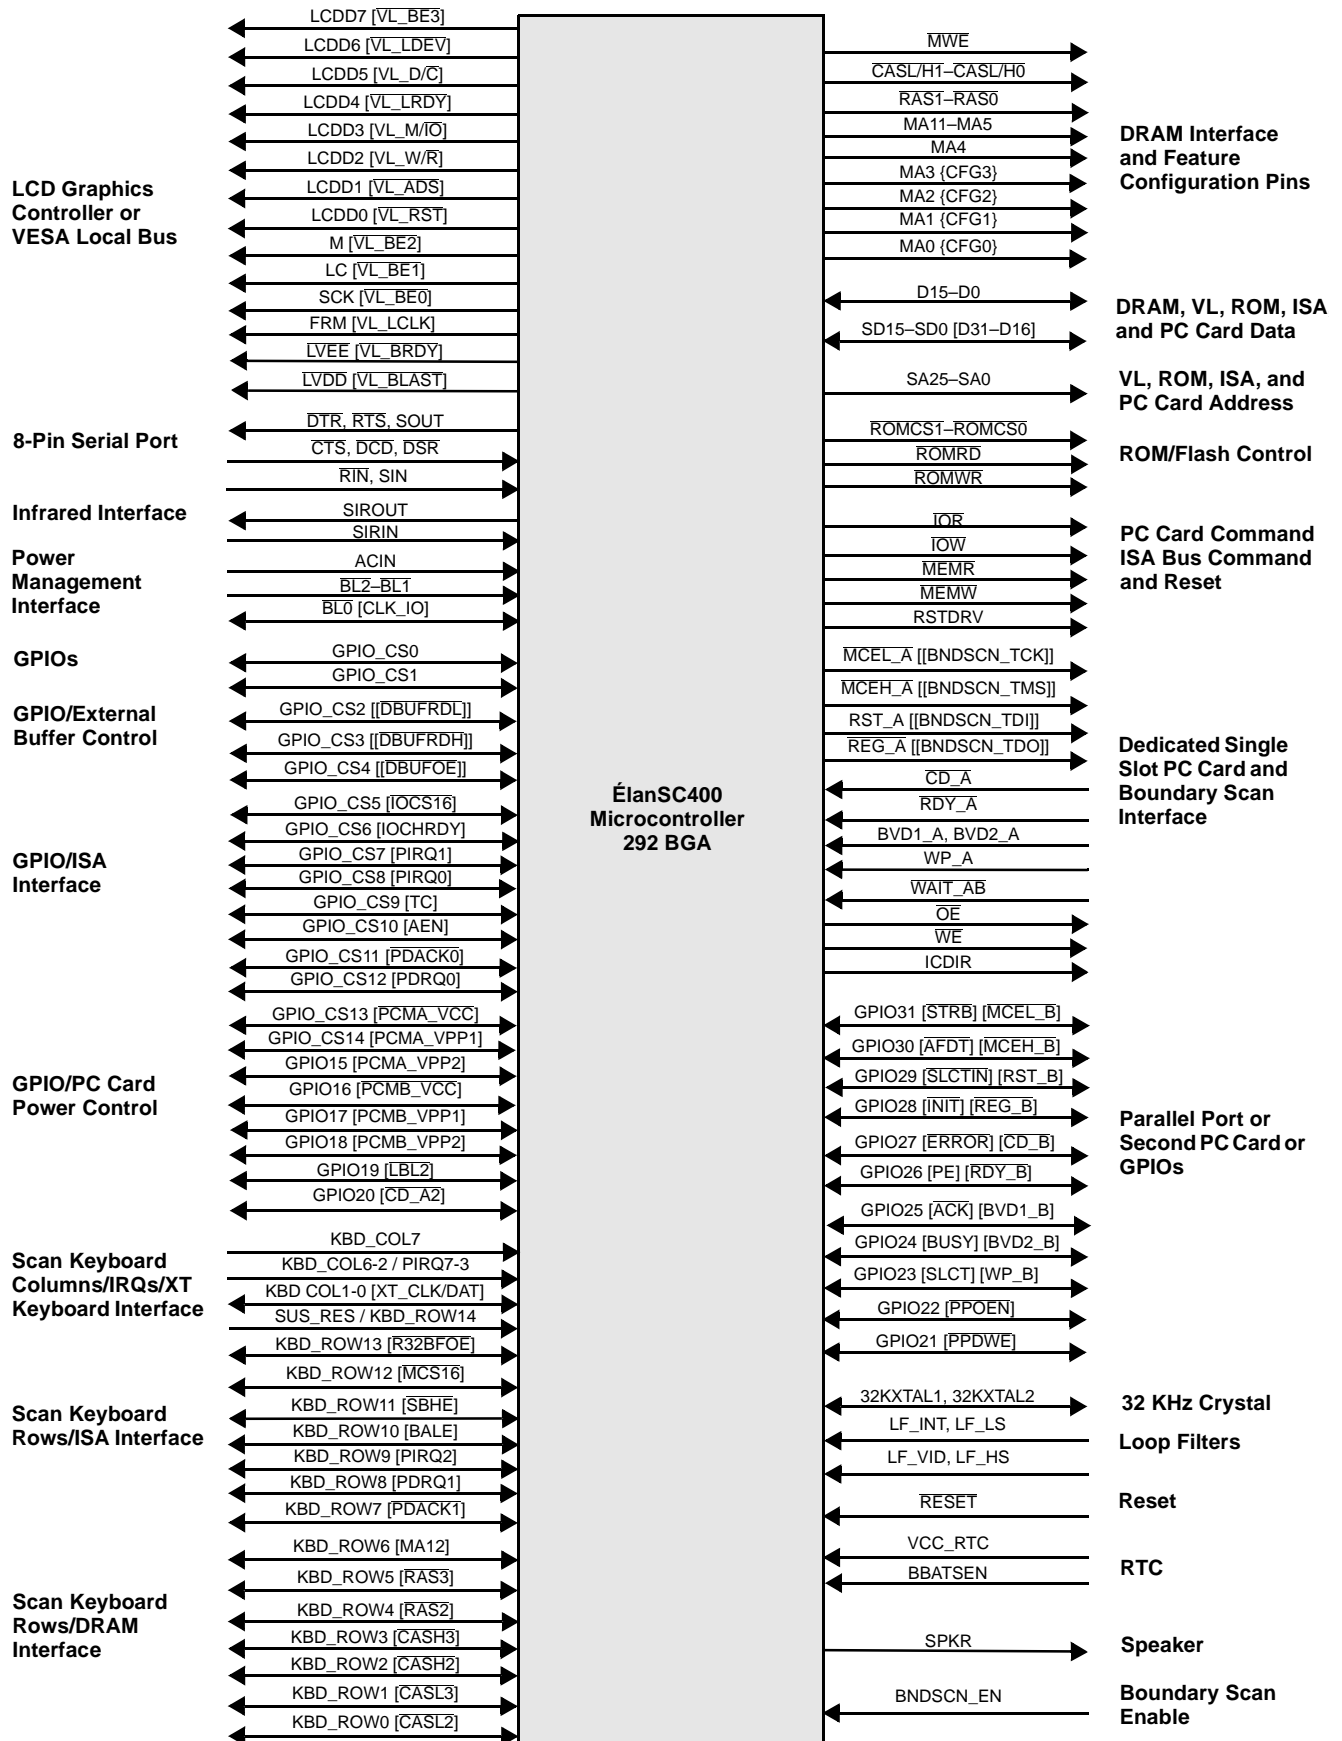 LCDD7 [VL_BE3]
LCDD6 [VL_LDEV]
LCDD5 [VL_D/C]
LCDD4 [VL_LRDY]
LCDD3 [VL_M/IO]
LCDD2 [VL_W/R]
LCDD1 [VL_ADS]
LCDD0 [VL_RST]
M [VL_BE2]
LC [VL_BE1]
SCK [VL_BE0]
FRM [VL_LCLK]
LVEE [VL_BRDY]
LVDD [VL_BLAST]
LCD Graphics
Controller or
VESA Local Bus
DTR, RTS, SOUT
CTS, DCD, DSR
RIN, SIN
8-Pin Serial Port
SIROUT
SIRIN
Infrared Interface
ACIN
BL2–BL1
BL0 [CLK_IO]
Power
Management
Interface
GPIO_CS0
GPIO_CS1
GPIOs
GPIO_CS2 [[DBUFRDL]]
GPIO_CS3 [[DBUFRDH]]
GPIO_CS4 [[DBUFOE]]
GPIO/External
Buffer Control
GPIO_CS5 [IOCS16]
GPIO_CS6 [IOCHRDY]
GPIO_CS7 [PIRQ1]
GPIO_CS8 [PIRQ0]
GPIO_CS9 [TC]
GPIO_CS10 [AEN]
GPIO_CS11 [PDACK0]
GPIO_CS12 [PDRQ0]
GPIO/ISA
Interface
GPIO_CS13 [PCMA_VCC]
GPIO_CS14 [PCMA_VPP1]
GPIO15 [PCMA_VPP2]
GPIO16 [PCMB_VCC]
GPIO17 [PCMB_VPP1]
GPIO18 [PCMB_VPP2]
GPIO19 [LBL2]
GPIO20 [CD_A2]
GPIO/PC Card
Power Control
KBD_COL7
KBD_COL6-2 / PIRQ7-3
KBD COL1-0 [XT_CLK/DAT]
SUS_RES / KBD_ROW14
KBD_ROW13 [R32BFOE]
KBD_ROW12 [MCS16]
Scan Keyboard
Columns/IRQs/XT
Keyboard Interface
KBD_ROW11 [SBHE]
KBD_ROW10 [BALE]
KBD_ROW9 [PIRQ2]
KBD_ROW8 [PDRQ1]
KBD_ROW7 [PDACK1]
Scan Keyboard
Rows/ISA Interface
KBD_ROW6 [MA12]
KBD_ROW5 [RAS3]
KBD_ROW4 [RAS2]
KBD_ROW3 [CASH3]
KBD_ROW2 [CASH2]
KBD_ROW1 [CASL3]
KBD_ROW0 [CASL2]
Scan Keyboard
Rows/DRAM
Interface
ÉlanSC400
Microcontroller
292 BGA
MWE
CASL/H1–CASL/H0
RAS1–RAS0
MA11–MA5
MA4
MA3 {CFG3}
MA2 {CFG2}
MA1 {CFG1}
MA0 {CFG0}
DRAM Interface
and Feature
Configuration Pins
D15–D0
SD15–SD0 [D31–D16]
DRAM, VL, ROM, ISA
and PC Card Data
SA25–SA0
VL, ROM, ISA, and
PC Card Address
ROMCS1–ROMCS0
ROMRD
ROMWR
ROM/Flash Control
IOR
IOW
MEMR
MEMW
RSTDRV
PC Card Command
ISA Bus Command
and Reset
MCEL_A [[BNDSCN_TCK]]
MCEH_A [[BNDSCN_TMS]]
RST_A [[BNDSCN_TDI]]
REG_A [[BNDSCN_TDO]]
CD_A
RDY_A
BVD1_A, BVD2_A
WP_A
WAIT_AB
OE
WE
ICDIR
Dedicated Single
Slot PC Card and
Boundary Scan
Interface
GPIO31 [STRB] [MCEL_B]
GPIO30 [AFDT] [MCEH_B]
GPIO29 [SLCTIN] [RST_B]
GPIO28 [INIT] [REG_B]
GPIO27 [ERROR] [CD_B]
GPIO26 [PE] [RDY_B]
GPIO25 [ACK] [BVD1_B]
GPIO24 [BUSY] [BVD2_B]
GPIO23 [SLCT] [WP_B]
GPIO22 [PPOEN]
GPIO21 [PPDWE]
Parallel Port or
Second PC Card or
GPIOs
32KXTAL1, 32KXTAL2
32 KHz Crystal
LF_INT, LF_LS
LF_VID, LF_HS
Loop Filters
RESET
Reset
VCC_RTC
BBATSEN
RTC
SPKR
Speaker
BNDSCN_EN
Boundary Scan
Enable